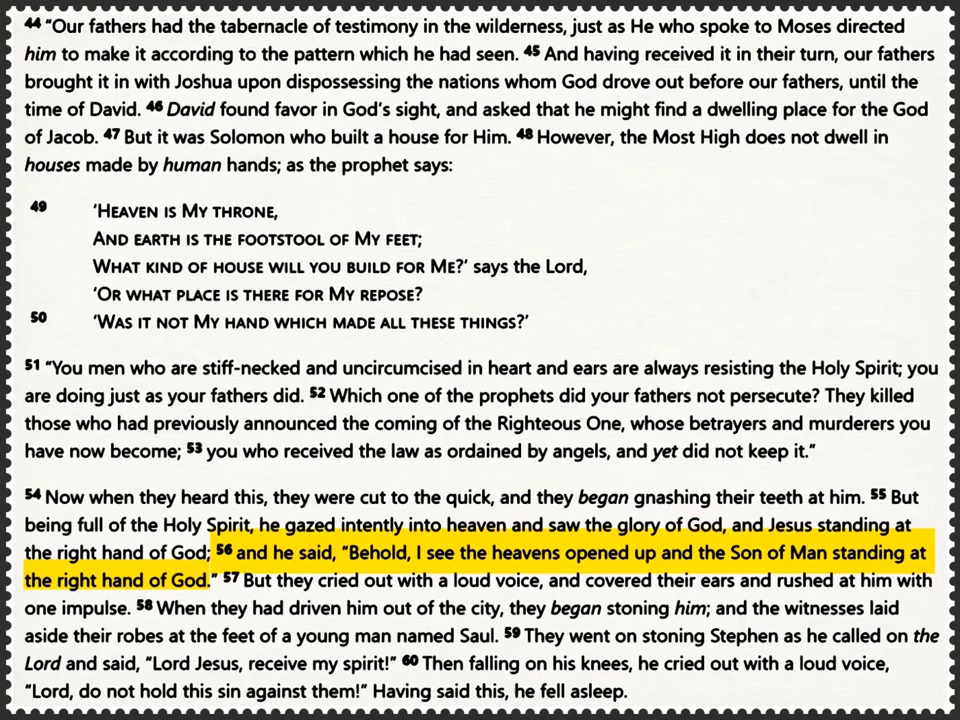 44 “Our fathers had the tabernacle of testimony in the wilderness, just as He who spoke to Moses directed
him to make it according to the pattern which he had seen. 45 And having received it in their turn, our fathers
brought it in with Joshua upon dispossessing the nations whom God drove out before our fathers, until the
time of David. 46 David found favor in God’s sight, and asked that he might find a dwelling place for the God
of Jacob. 47 But it was Solomon who built a house for Him. 48 However, the Most High does not dwell in
houses made by human hands; as the prophet says:
49 ‘HEAVEN IS MY THRONE,
AND EARTH IS THE FOOTSTOOL OF MY FEET;
WHAT KIND OF HOUSE WILL YOU BUILD FOR ME?’ says the Lord,
‘OR WHAT PLACE IS THERE FOR MY REPOSE?
50 ‘WAS IT NOT MY HAND WHICH MADE ALL THESE THINGS?’
51 “You men who are stiff-necked and uncircumcised in heart and ears are always resisting the Holy Spirit; you
are doing just as your fathers did. 52 Which one of the prophets did your fathers not persecute? They killed
those who had previously announced the coming of the Righteous One, whose betrayers and murderers you
have now become; 53 you who received the law as ordained by angels, and yet did not keep it.”
54 Now when they heard this, they were cut to the quick, and they began gnashing their teeth at him. 55 But
being full of the Holy Spirit, he gazed intently into heaven and saw the glory of God, and Jesus standing at
the right hand of God; 56 and he said, “Behold, I see the heavens opened up and the Son of Man standing at
the right hand of God.” 57 But they cried out with a loud voice, and covered their ears and rushed at him with
one impulse. 58 When they had driven him out of the city, they began stoning him; and the witnesses laid
aside their robes at the feet of a young man named Saul. 59 They went on stoning Stephen as he called on the
Lord and said, “Lord Jesus, receive my spirit!” 60 Then falling on his knees, he cried out with a loud voice,
“Lord, do not hold this sin against them!” Having said this, he fell asleep.